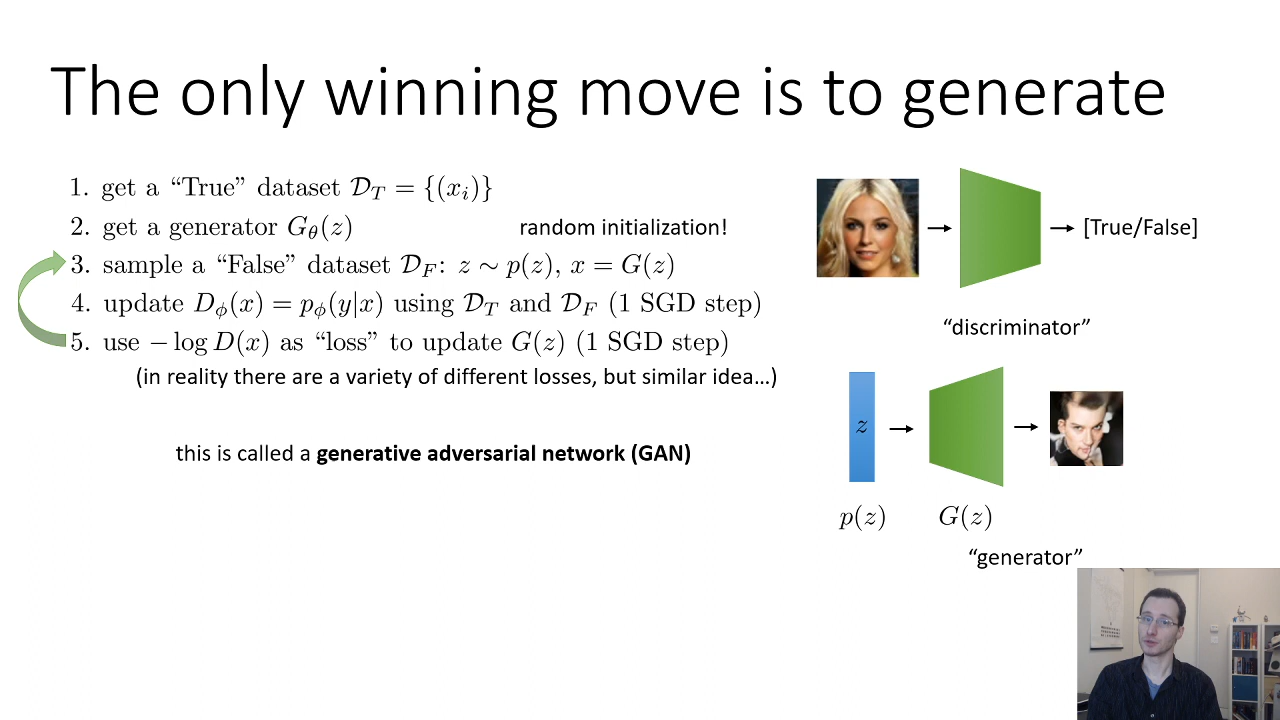 The only winning move is to generate
1. get a “True” dataset 𝒟_T = {(x_i)}
2. get a generator G_θ(z) random initialization!
3. sample a “False” dataset 𝒟_F: z ∼ p(z), x = G(z)
4. update D_ϕ(x) = p_ϕ(y|x) using 𝒟_T and 𝒟_F (1 SGD step)
5. use − log D(x) as “loss” to update G(z) (1 SGD step)
(in reality there are a variety of different losses, but similar idea…)
this is called a generative adversarial network (GAN)
[True/False]
“discriminator”
z
p(z) G(z)
“generator”